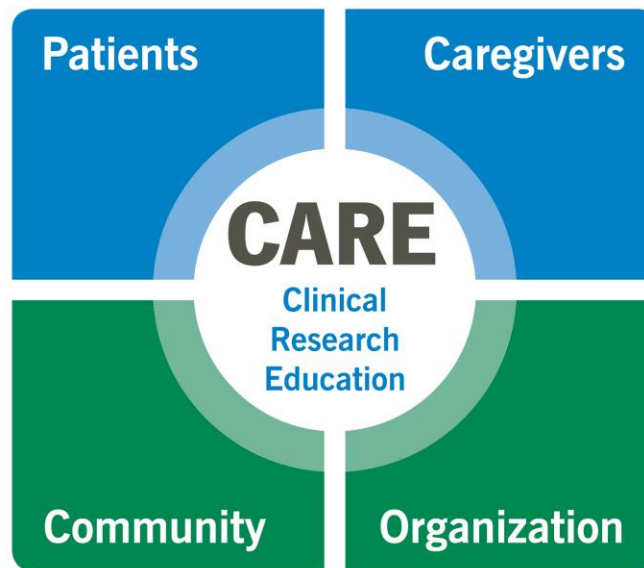 Patients
Caregivers
CARE
Clinical
Research
Education
Community
Organization